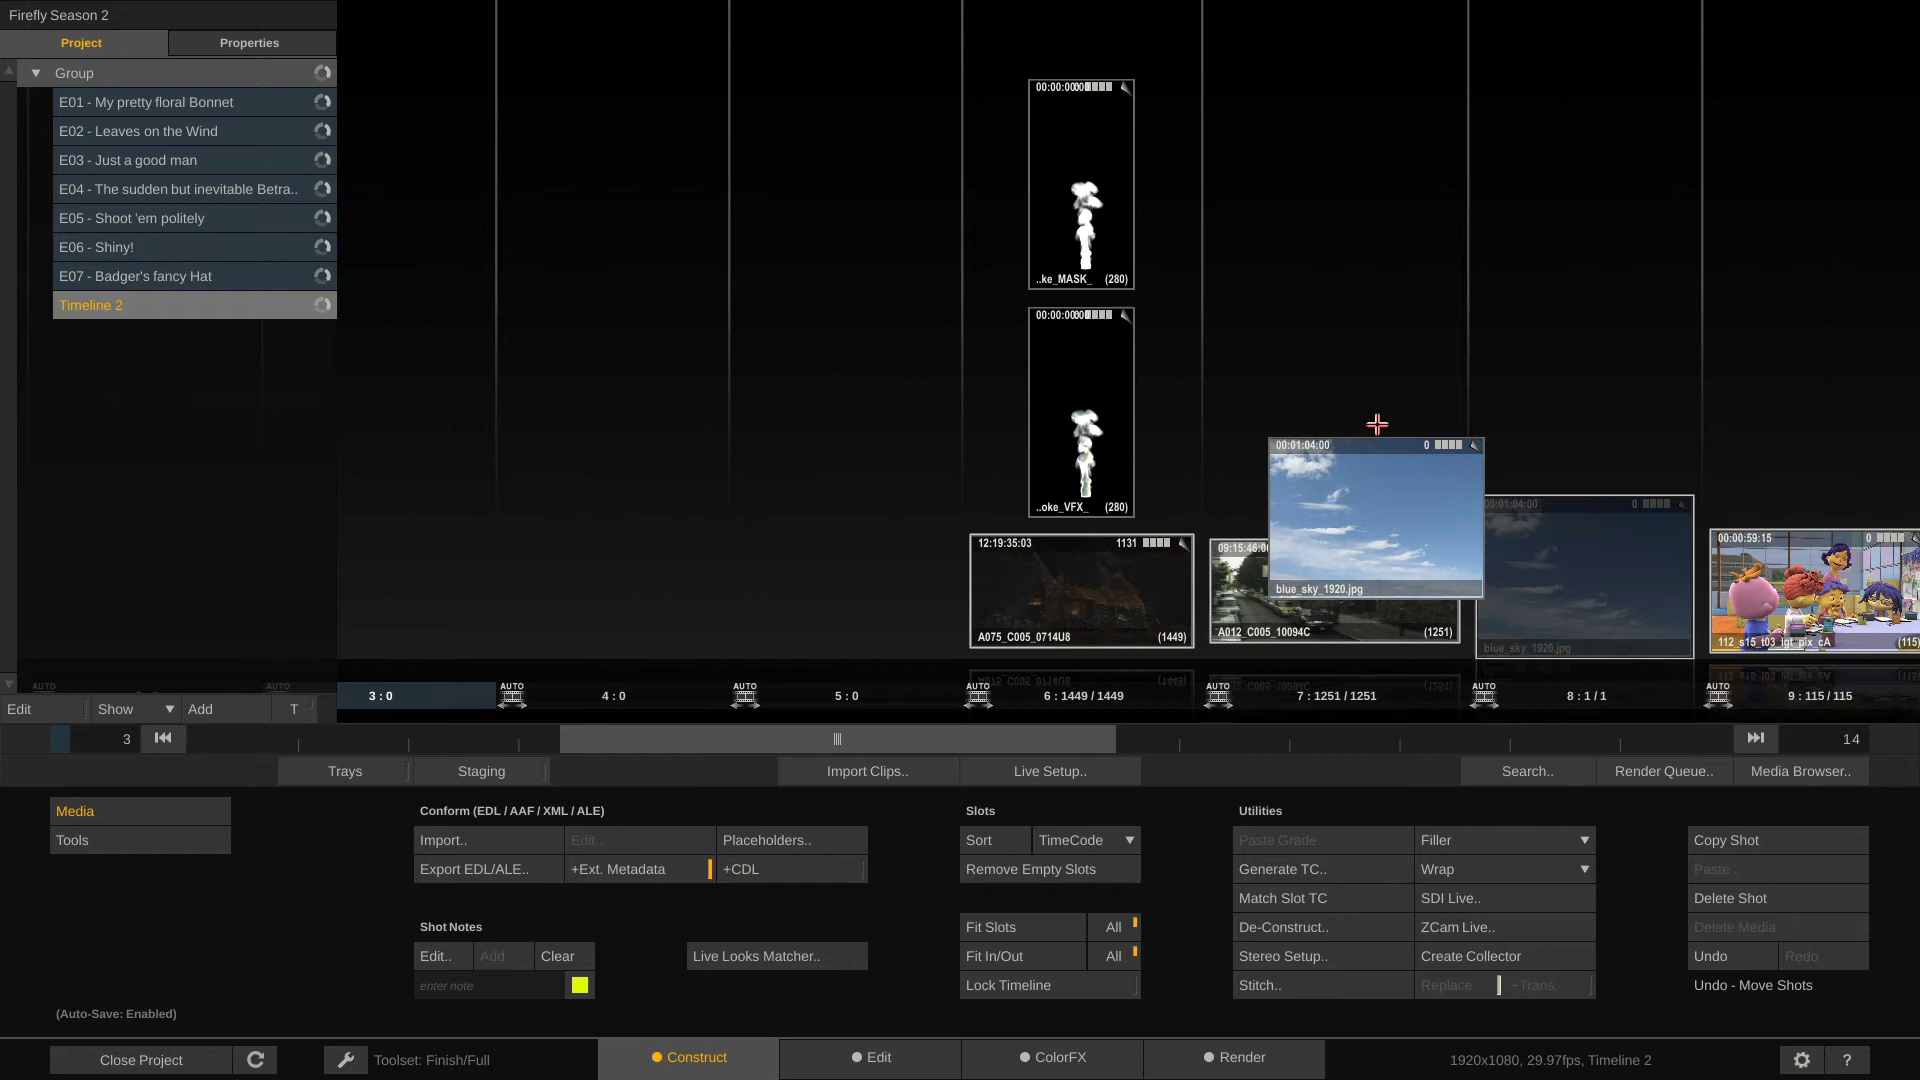 Firefly Season 2
Project
Properties
Group
E01 - My pretty floral Bonnet
E02 - Leaves on the Wind
E03 - Just a good man
E04 - The sudden but inevitable Betra..
E05 - Shoot 'em politely
E06 - Shiny!
E07 - Badger's fancy Hat
Timeline 2
..ke_MASK_ (280)
..oke_VFX_ (280)
12:19:35:03 1131
A075_C005_0714U8 (1449)
A012_C005_10094C (1251)
00:01:04:00 0
blue_sky_1920.jpg
00:01:04:00 0
blue_sky_1920.jpg
00:00:59:15 0
112_s15_t03_lgt_pix_cA (115)
AUTO AUTO
3 : 0 AUTO 4 : 0 AUTO 5 : 0 AUTO 6 : 1449 / 1449 AUTO 7 : 1251 / 1251 AUTO 8 : 1 / 1 AUTO 9 : 115 / 115
Edit Show Add T
3 14
Trays Staging Import Clips.. Live Setup.. Search.. Render Queue.. Media Browser..
Media
Tools
(Auto-Save: Enabled)
Conform (EDL / AAF / XML / ALE)
Import.. Edit.. Placeholders..
Export EDL/ALE.. +Ext. Metadata +CDL
Shot Notes
Edit.. Add Clear Live Looks Matcher..
enter note
Slots
Sort TimeCode
Remove Empty Slots
Fit Slots All
Fit In/Out All
Lock Timeline
Utilities
Paste Grade.. Filler
Generate TC.. Wrap
Match Slot TC SDI Live..
De-Construct.. ZCam Live..
Stereo Setup.. Create Collector
Stitch.. Replace +Trans.
Copy Shot
Paste ..
Delete Shot
Delete Media
Undo Redo
Undo - Move Shots
Close Project Toolset: Finish/Full Construct Edit ColorFX Render 1920x1080, 29.97fps, Timeline 2 ?